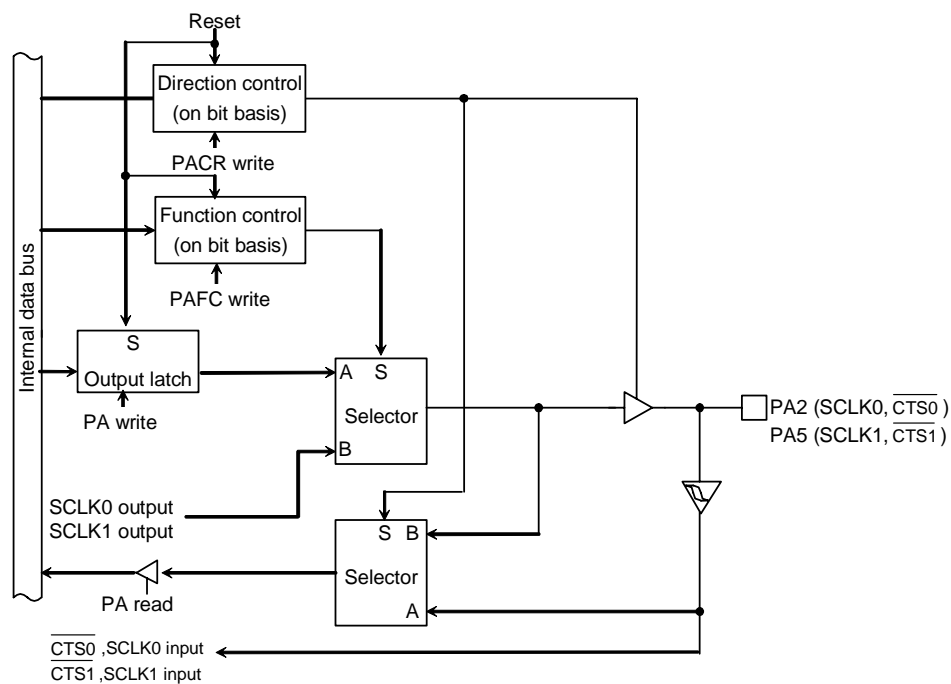 Reset
Direction control
(on bit basis)
PACR write
Function control
(on bit basis)
PAFC write
Internal data bus
S
Output latch
PA write
A S
Selector
B
PA2 (SCLK0, CTS0)
PA5 (SCLK1, CTS1)
SCLK0 output
SCLK1 output
S B
Selector
A
PA read
CTS0 ,SCLK0 input
CTS1 ,SCLK1 input